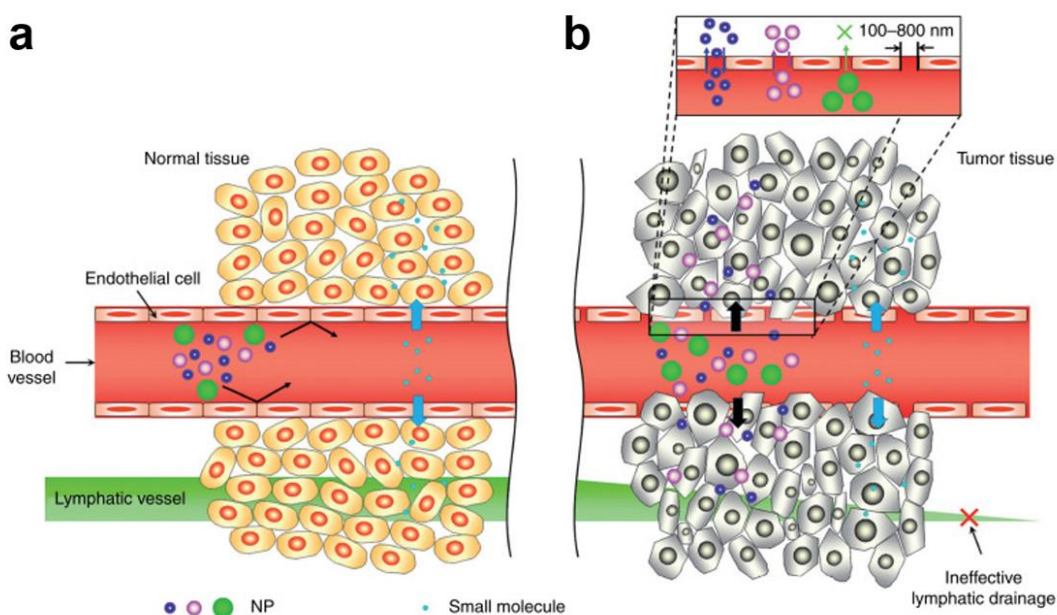 a
b
100–800 nm
Normal tissue
Tumor tissue
Endothelial cell
Blood
vessel
Lymphatic vessel
Ineffective
lymphatic drainage
NP
Small molecule